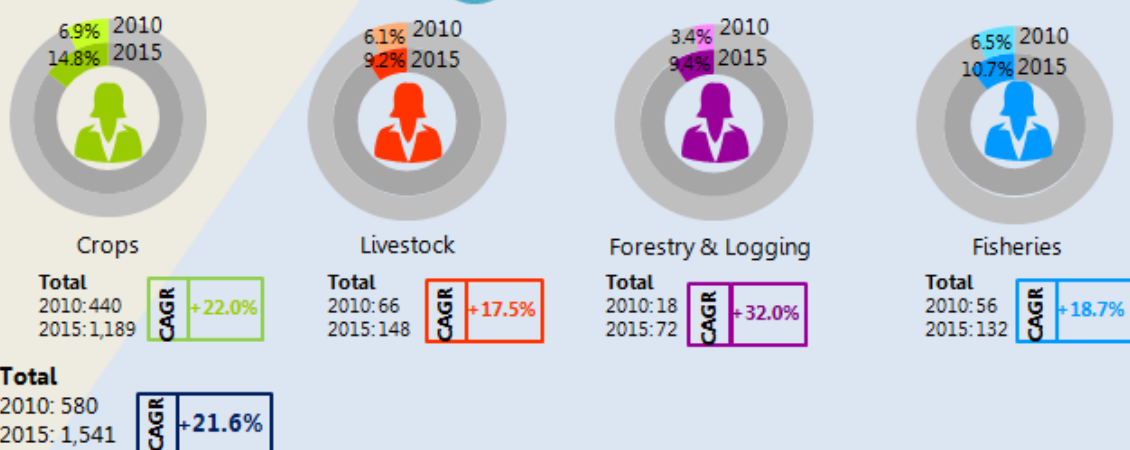 6.9% 2010
14.8% 2015
Crops
Total
2010: 440
2015: 1,189
CAGR
+22.0%
6.1% 2010
9.2% 2015
Livestock
Total
2010: 66
2015: 148
CAGR
+17.5%
3.4% 2010
9.4% 2015
Forestry & Logging
Total
2010: 18
2015: 72
CAGR
+32.0%
6.5% 2010
10.7% 2015
Fisheries
Total
2010: 56
2015: 132
CAGR
+18.7%
Total
2010: 580
2015: 1,541
CAGR
+21.6%